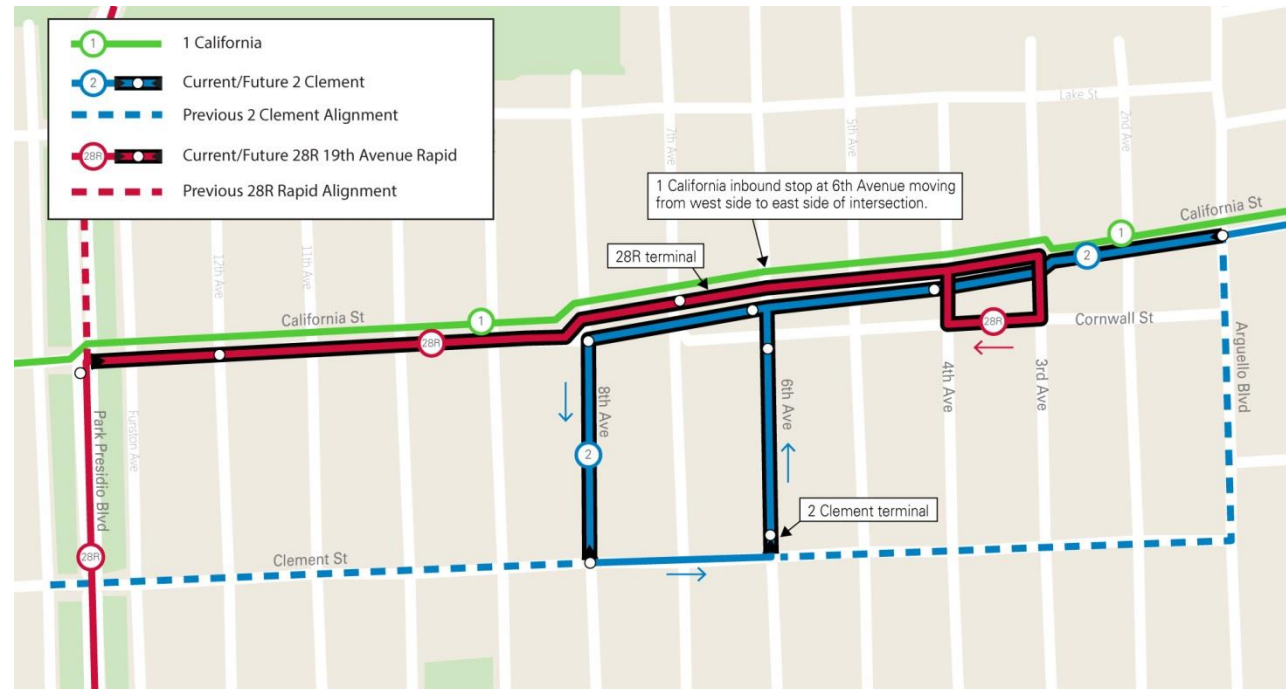 1
1 California
2
Current/Future 2 Clement
Previous 2 Clement Alignment
28R
Current/Future 28R 19th Avenue Rapid
Previous 28R Rapid Alignment
Lake St
7th Ave
5th Ave
2nd Ave
1 California inbound stop at 6th Avenue moving
from west side to east side of intersection.
California St
12th Ave
11th Ave
28R terminal
1
2
California St
1
28R
28R
Cornwall St
Park Presidio Blvd
Funston Ave
8th Ave
6th Ave
4th Ave
3rd Ave
Arguello Blvd
2
2 Clement terminal
28R
Clement St